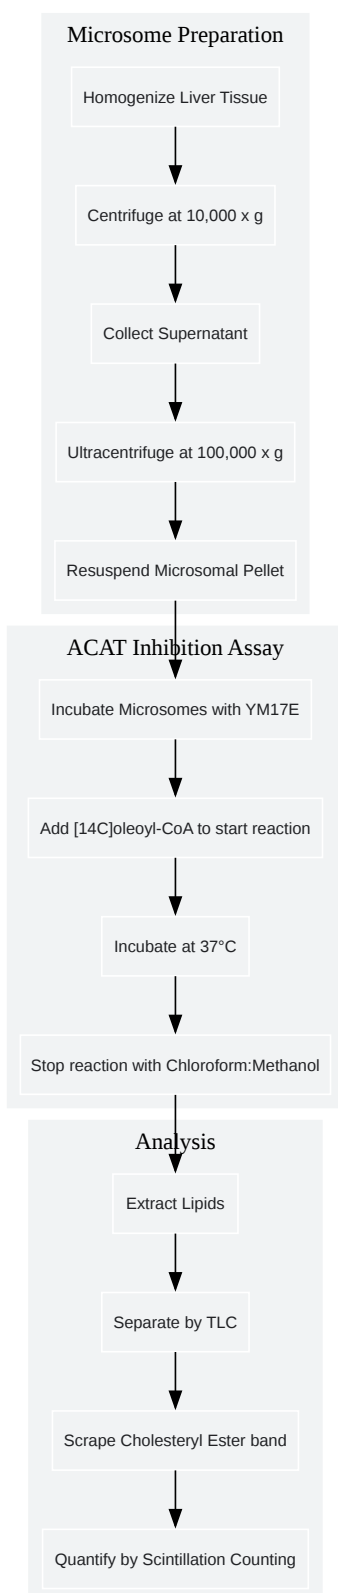 Microsome Preparation
Homogenize Liver Tissue
Centrifuge at 10,000 x g
Collect Supernatant
Ultracentrifuge at 100,000 x g
Resuspend Microsomal Pellet
ACAT Inhibition Assay
Incubate Microsomes with YM17E
Add [14C]oleoyl-CoA to start reaction
Incubate at 37°C
Stop reaction with Chloroform:Methanol
Analysis
Extract Lipids
Separate by TLC
Scrape Cholesteryl Ester band
Quantify by Scintillation Counting